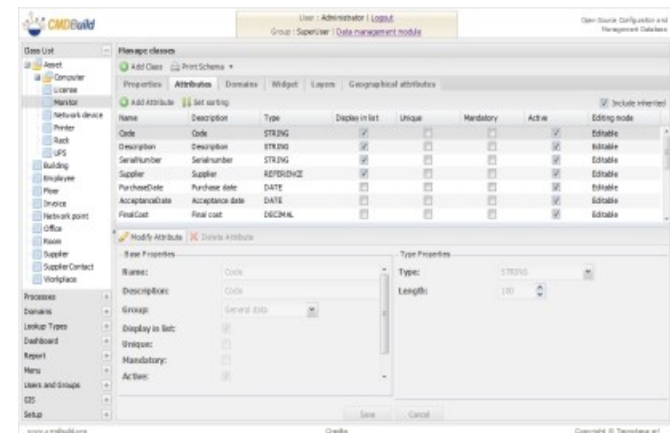 CMDBuild
User : Administrator | Logout
Group : SuperUser | Data management module
Open Source Configuration and
Management Database
Class List
Asset
Computer
License
Monitor
Network device
Printer
Rack
UPS
Building
Employee
Floor
Invoice
Network point
Office
Room
Supplier
SupplierContact
Workplace
Processes
Domains
Lookup Types
Dashboard
Report
Menu
Users and Groups
GIS
Setup
Manage classes
Add Class Print Schema
Properties Attributes Domains Widget Layers Geographical attributes
Add Attribute Set sorting Include inherited
Name Description Type Display in list Unique Mandatory Active Editing mode
Code Code STRING Editable
Description Description STRING Editable
SerialNumber Serialnumber STRING Editable
Supplier Supplier REFERENCE Editable
PurchaseDate Purchase date DATE Editable
AcceptanceDate Acceptance date DATE Editable
FinalCost Final cost DECIMAL Editable
Modify Attribute Delete Attribute
Base Properties
Name: Code
Description: Code
Group: General data
Display in list:
Unique:
Mandatory:
Active:
Type Properties
Type: STRING
Length: 100
Save Cancel
www.cmdbuild.org Credits Copyright © Tecnoteca srl